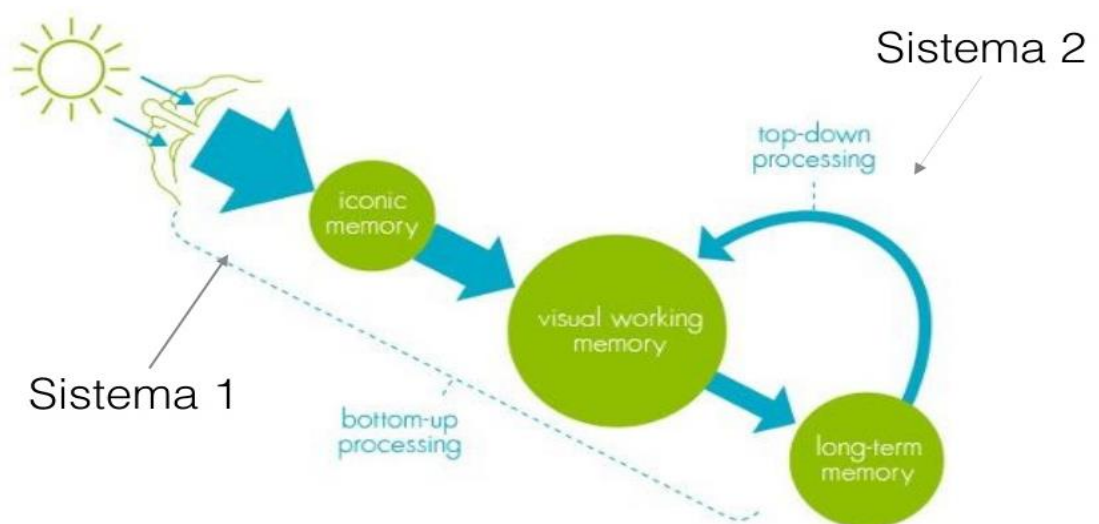 Sistema 2
top-down
processing
iconic
memory
visual working
memory
Sistema 1
bottom-up
processing
long-term
memory